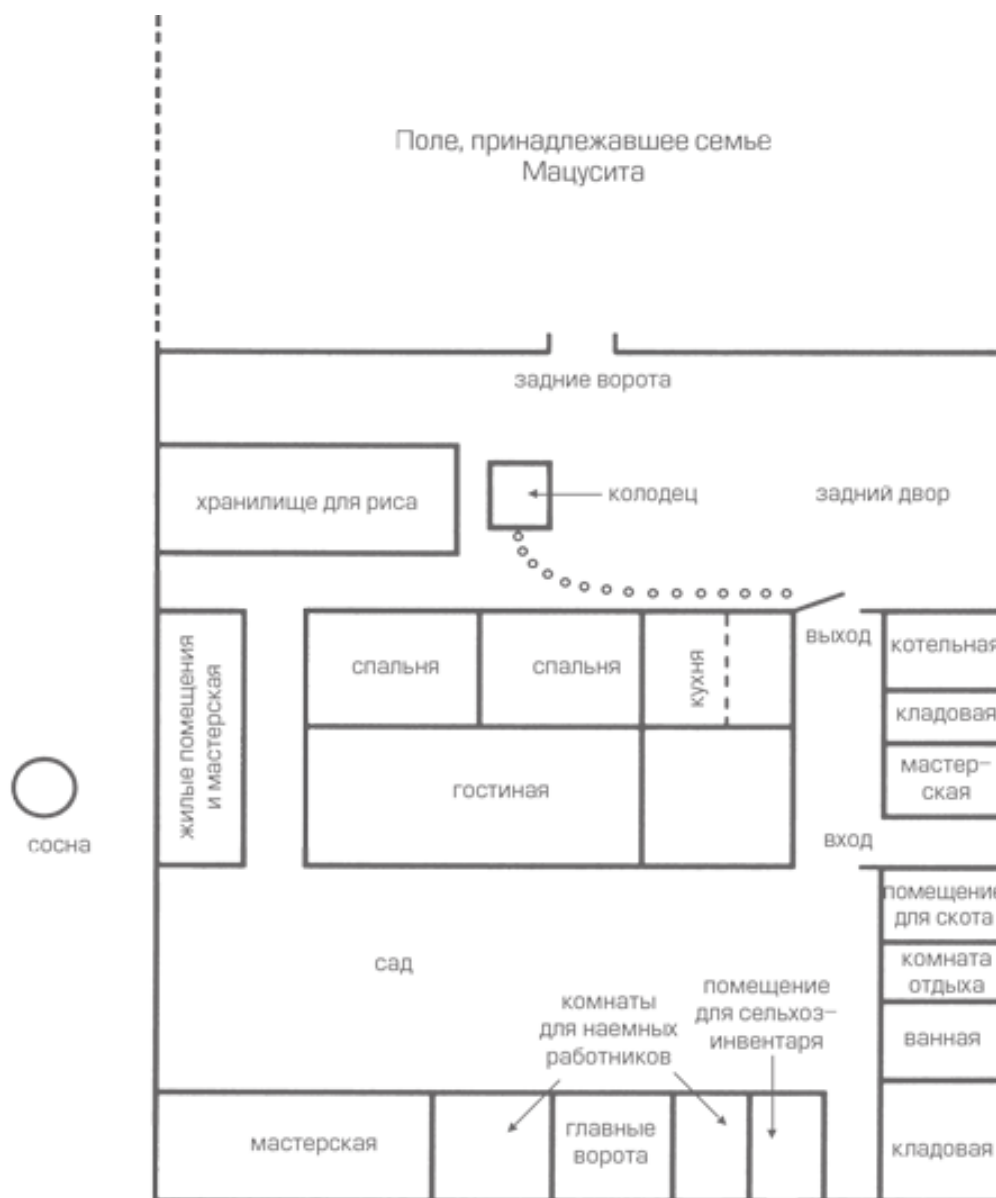 Поле, принадлежавшее семье
Мацусита
задние ворота
хранилище для риса
колодец
задний двор
жилые помещения
и мастерская
спальня
спальня
кухня
выход
котельная
кладовая
мастер-
ская
гостиная
сосна
вход
помещение
для скота
сад
комната
отдыха
комнаты
для наемных
работников
помещение
для сельхоз-
инвентаря
ванная
мастерская
главные
ворота
кладовая